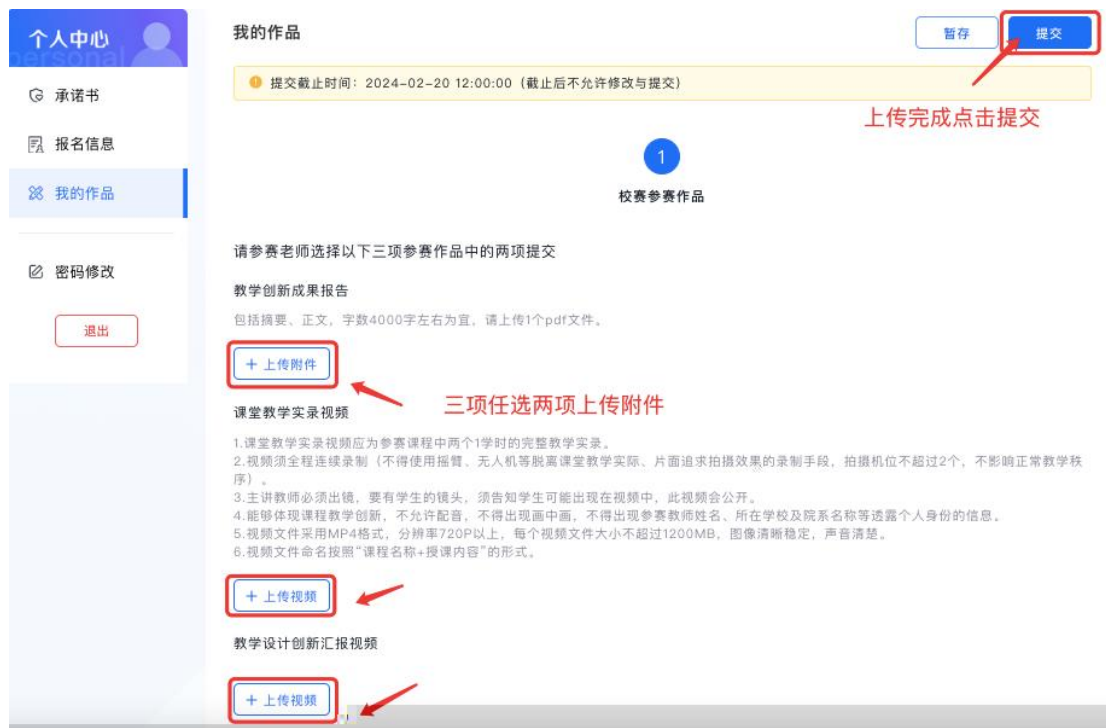 个人中心
personal
承诺书
报名信息
我的作品
密码修改
退出
我的作品
暂存
提交
提交截止时间：2024-02-20 12:00:00（截止后不允许修改与提交）
上传完成点击提交
1
校赛参赛作品
请参赛老师选择以下三项参赛作品中的两项提交
教学创新成果报告
包括摘要、正文，字数4000字左右为宜，请上传1个pdf文件。
+ 上传附件
三项任选两项上传附件
课堂教学实录视频
1.课堂教学实录视频应为参赛课程中两个1学时的完整教学实录。
2.视频须全程连续录制（不得使用摇臂、无人机等脱离课堂教学实际、片面追求拍摄效果的录制手段，拍摄机位不超过2个，不影响正常教学秩
序）。
3.主讲教师必须出镜，要有学生的镜头，须告知学生可能出现在视频中，此视频会公开。
4.能够体现课程教学创新，不允许配音，不得出现画中画，不得出现参赛教师姓名、所在学校及院系名称等透露个人身份的信息。
5.视频文件采用MP4格式，分辨率720P以上，每个视频文件大小不超过1200MB，图像清晰稳定，声音清楚。
6.视频文件命名按照“课程名称+授课内容”的形式。
+ 上传视频
教学设计创新汇报视频
+ 上传视频